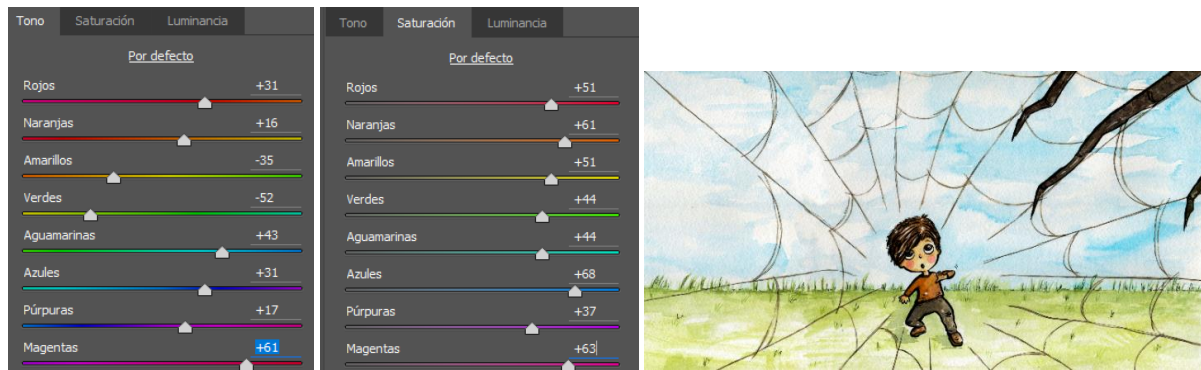 Tono Saturación Luminancia
Por defecto
Rojos +31
Naranjas +16
Amarillos -35
Verdes -52
Aguamarinas +43
Azules +31
Púrpuras +17
Magentas +61
Tono Saturación Luminancia
Por defecto
Rojos +51
Naranjas +61
Amarillos +51
Verdes +44
Aguamarinas +44
Azules +68
Púrpuras +37
Magentas +63